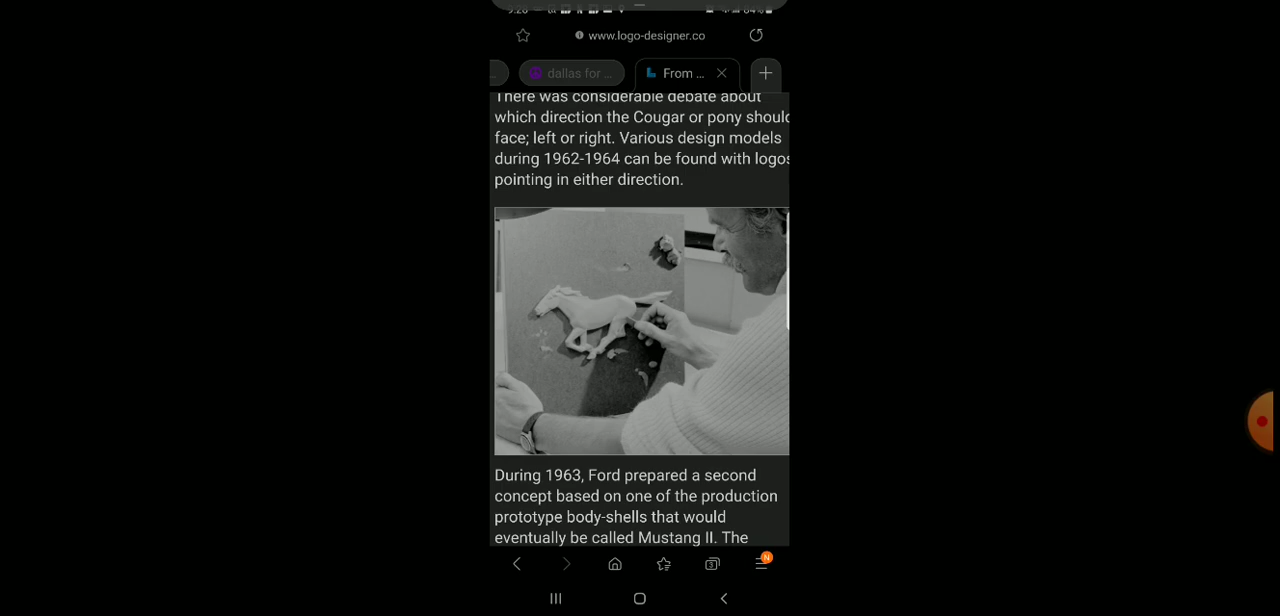 www.logo-designer.co
dallas for ...
From ...
There was considerable debate about
which direction the Cougar or pony should
face; left or right. Various design models
during 1962-1964 can be found with logos
pointing in either direction.
During 1963, Ford prepared a second
concept based on one of the production
prototype body-shells that would
eventually be called Mustang II. The
3
N